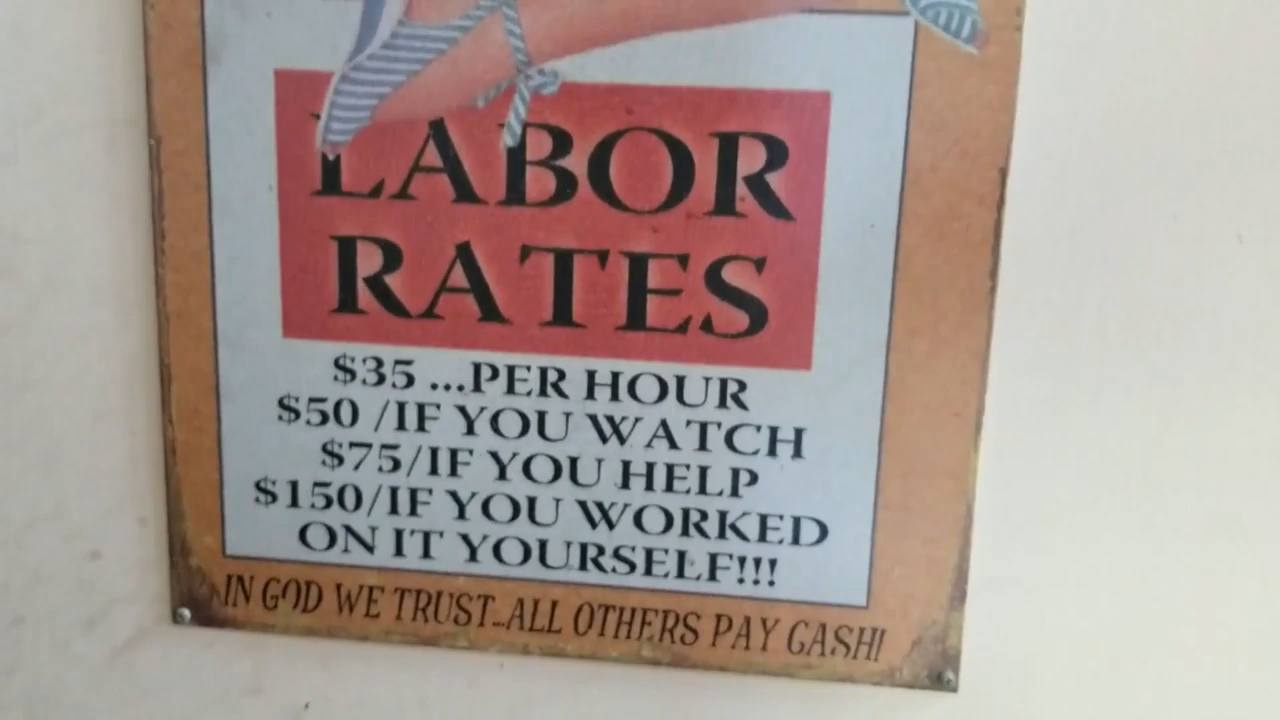 LABOR
RATES
$35 ...PER HOUR
$50 /IF YOU WATCH
$75/IF YOU HELP
$150/IF YOU WORKED
ON IT YOURSELF!!!
IN GOD WE TRUST...ALL OTHERS PAY CASH!